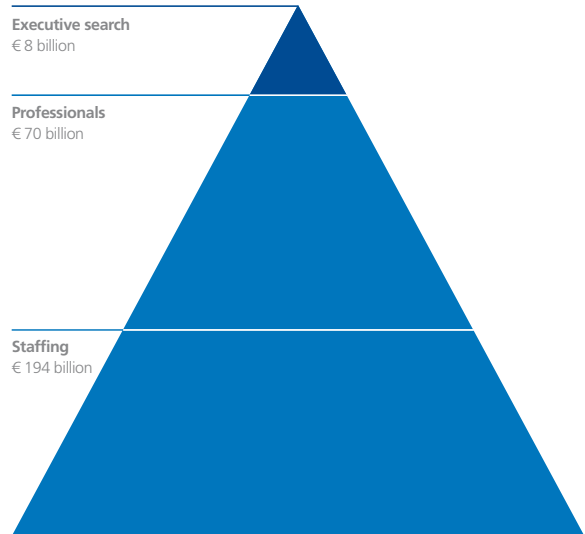 Executive search
€ 8 billion
Professionals
€ 70 billion
Staffing
€ 194 billion